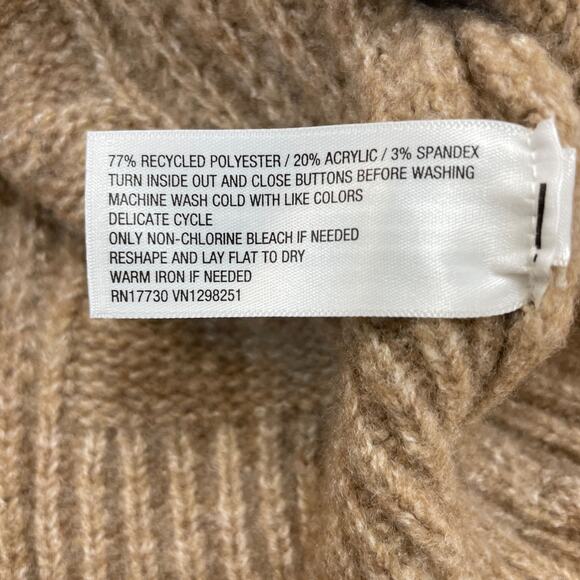 77% RECYCLED POLYESTER / 20% ACRYLIC / 3% SPANDEX
TURN INSIDE OUT AND CLOSE BUTTONS BEFORE WASHING
MACHINE WASH COLD WITH LIKE COLORS
DELICATE CYCLE
ONLY NON-CHLORINE BLEACH IF NEEDED
RESHAPE AND LAY FLAT TO DRY
WARM IRON IF NEEDED
RN17730 VN1298251